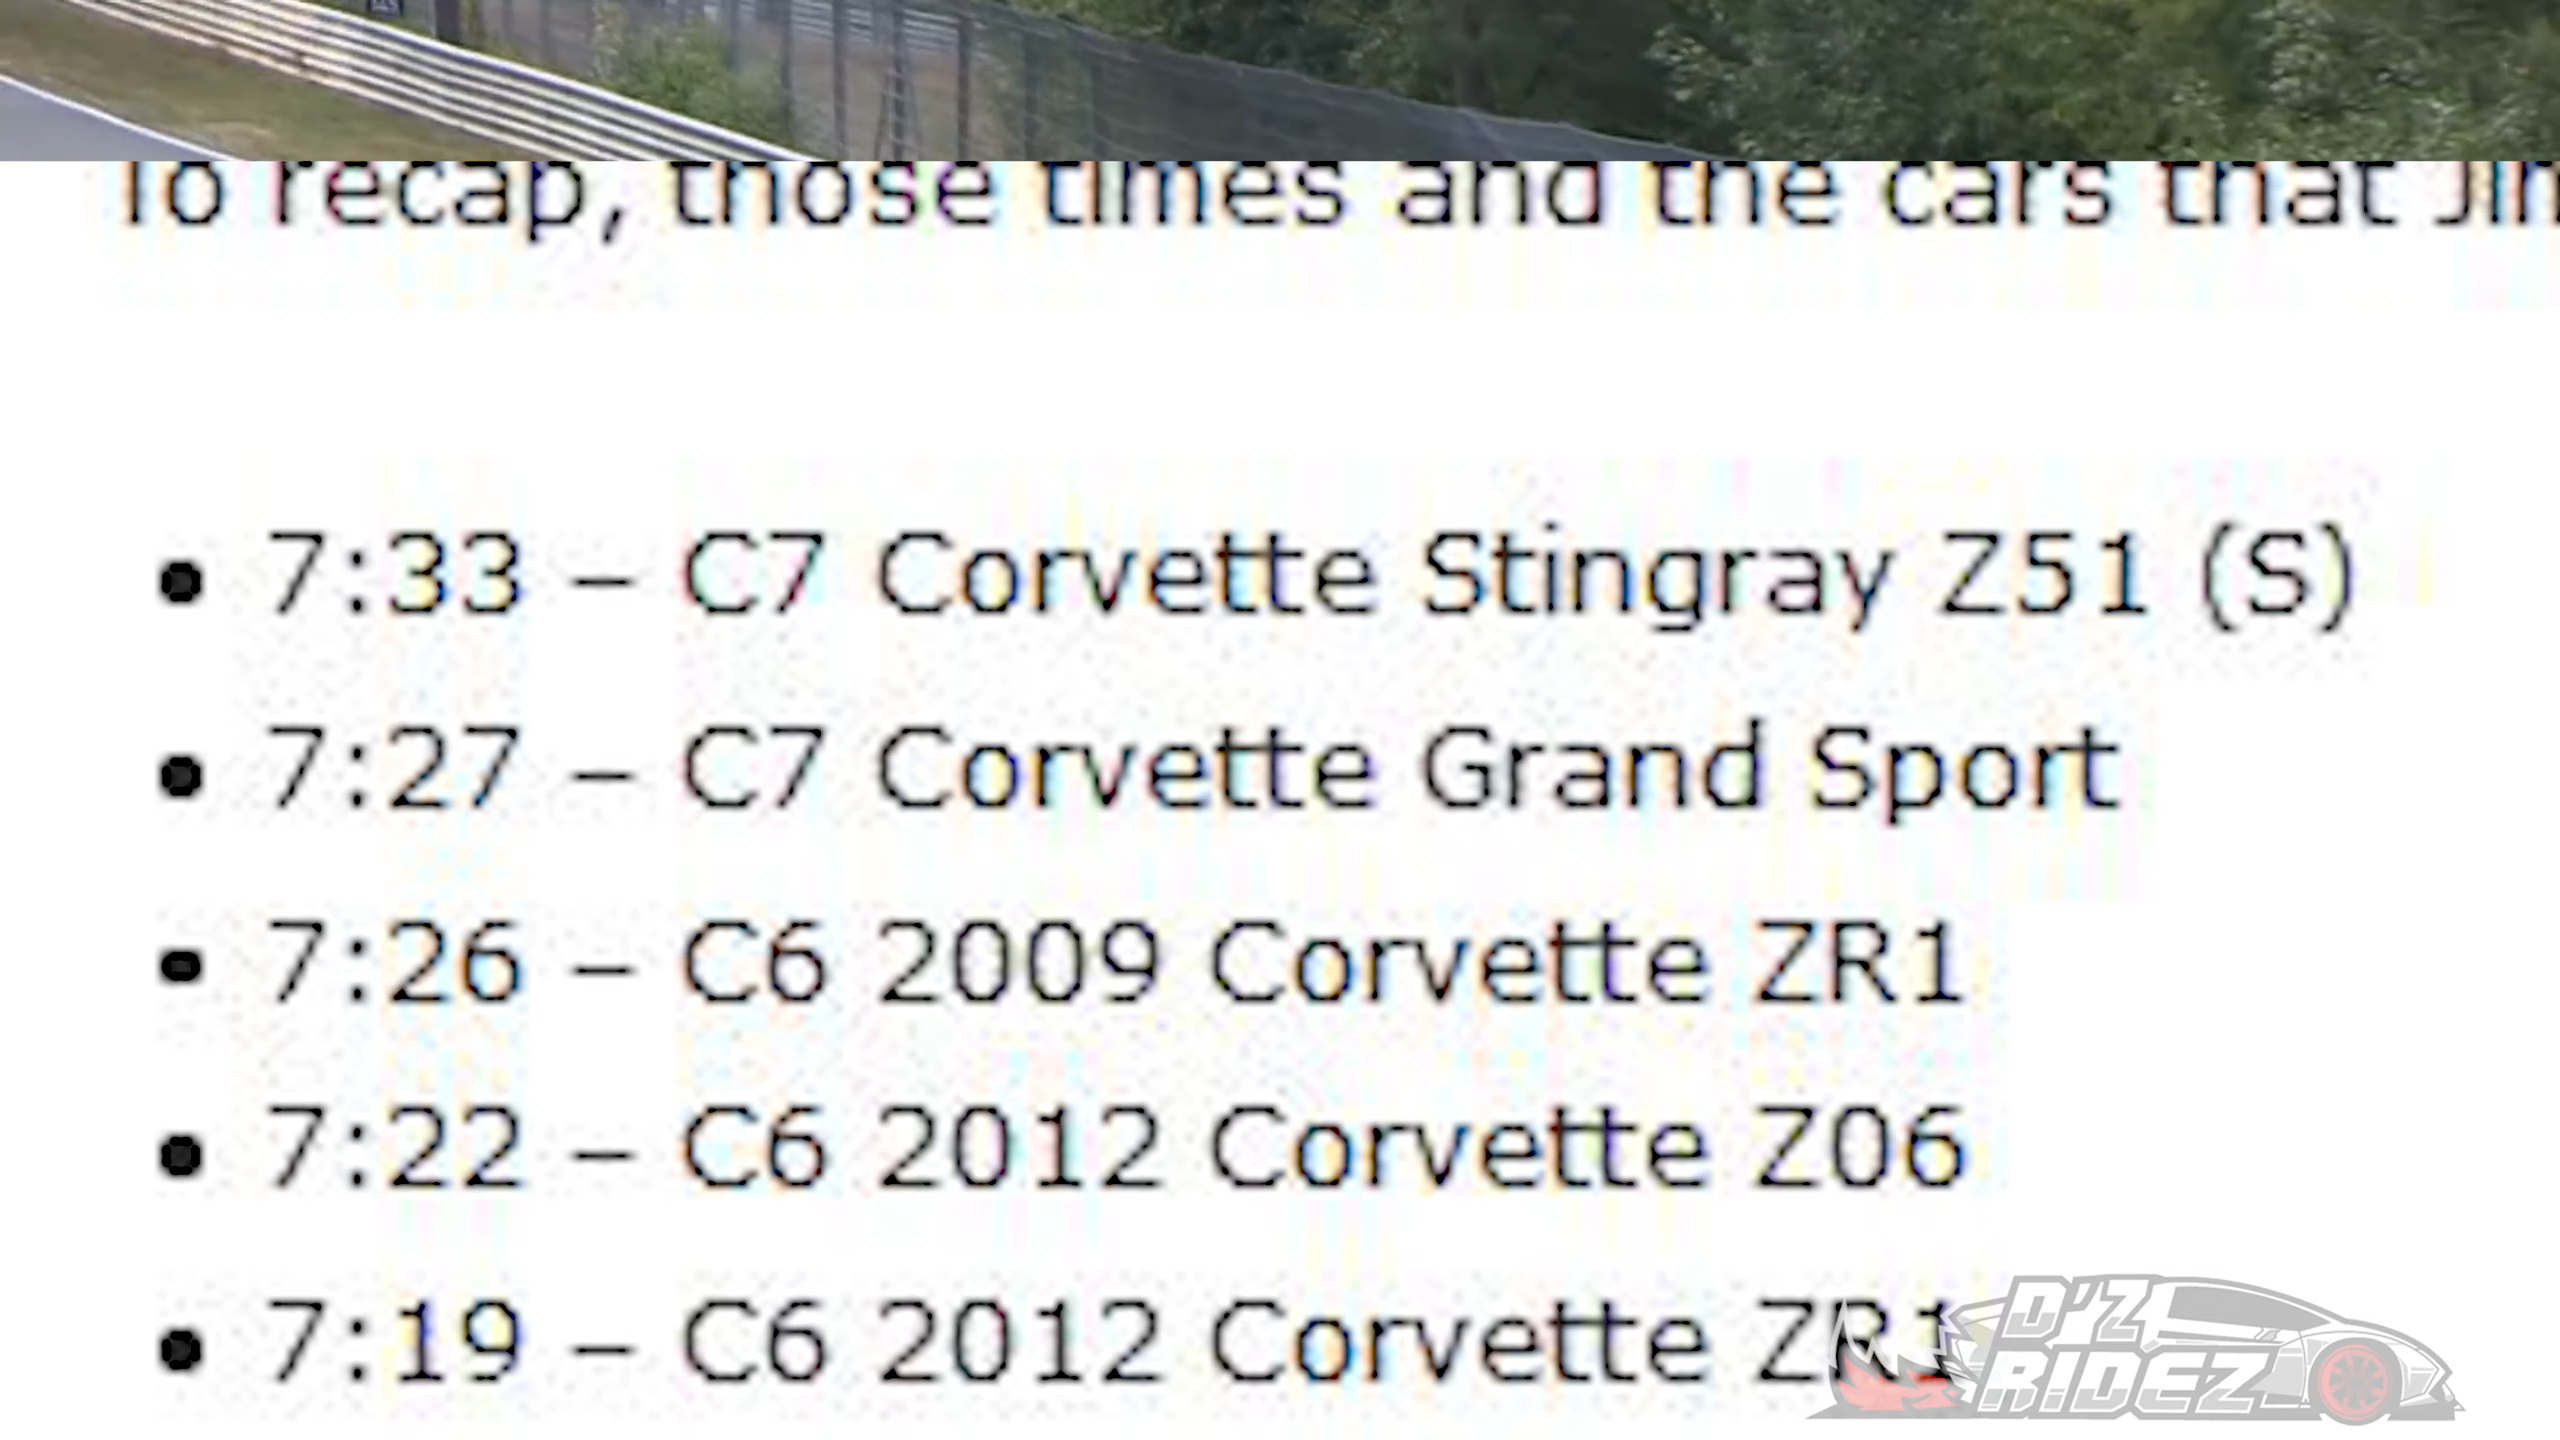 To recap, those times and the cars that
• 7:33 – C7 Corvette Stingray Z51 (S)
• 7:27 – C7 Corvette Grand Sport
• 7:26 – C6 2009 Corvette ZR1
• 7:22 – C6 2012 Corvette Z06
• 7:19 – C6 2012 Corvette ZR1
D'Z
RIDEZ